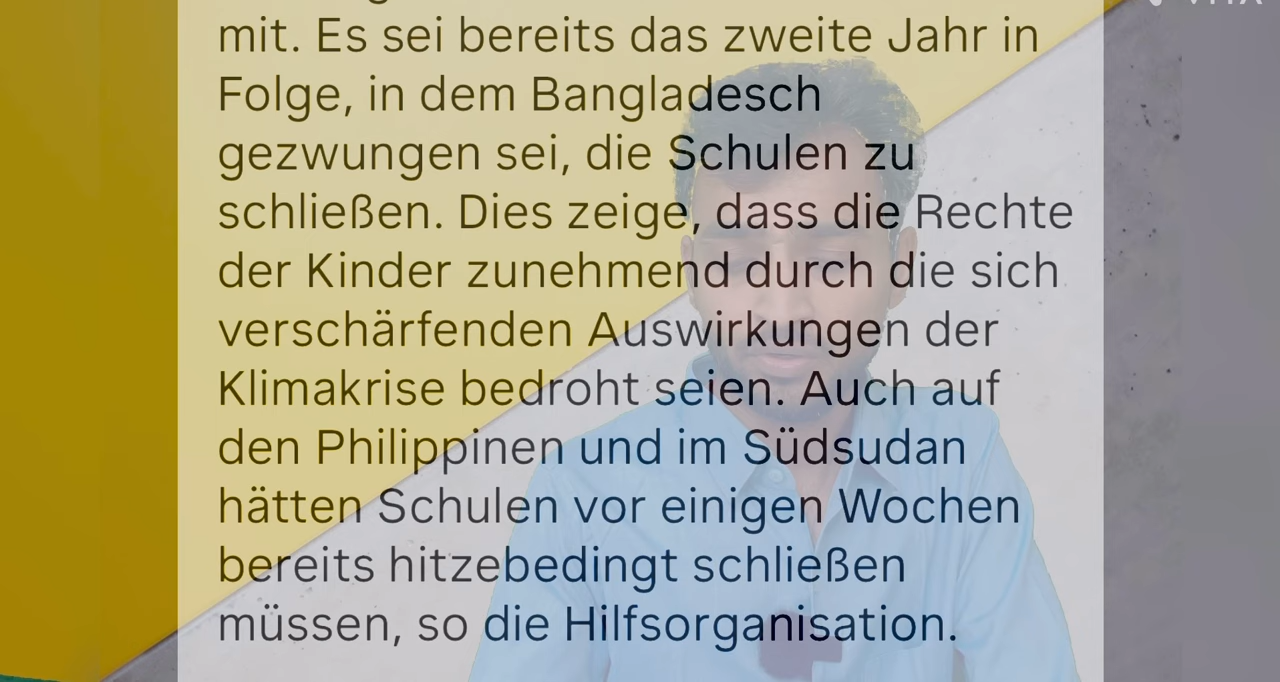 mit. Es sei bereits das zweite Jahr in
Folge, in dem Bangladesch
gezwungen sei, die Schulen zu
schließen. Dies zeige, dass die Rechte
der Kinder zunehmend durch die sich
verschärfenden Auswirkungen der
Klimakrise bedroht seien. Auch auf
den Philippinen und im Südsudan
hätten Schulen vor einigen Wochen
bereits hitzebedingt schließen
müssen, so die Hilfsorganisation.